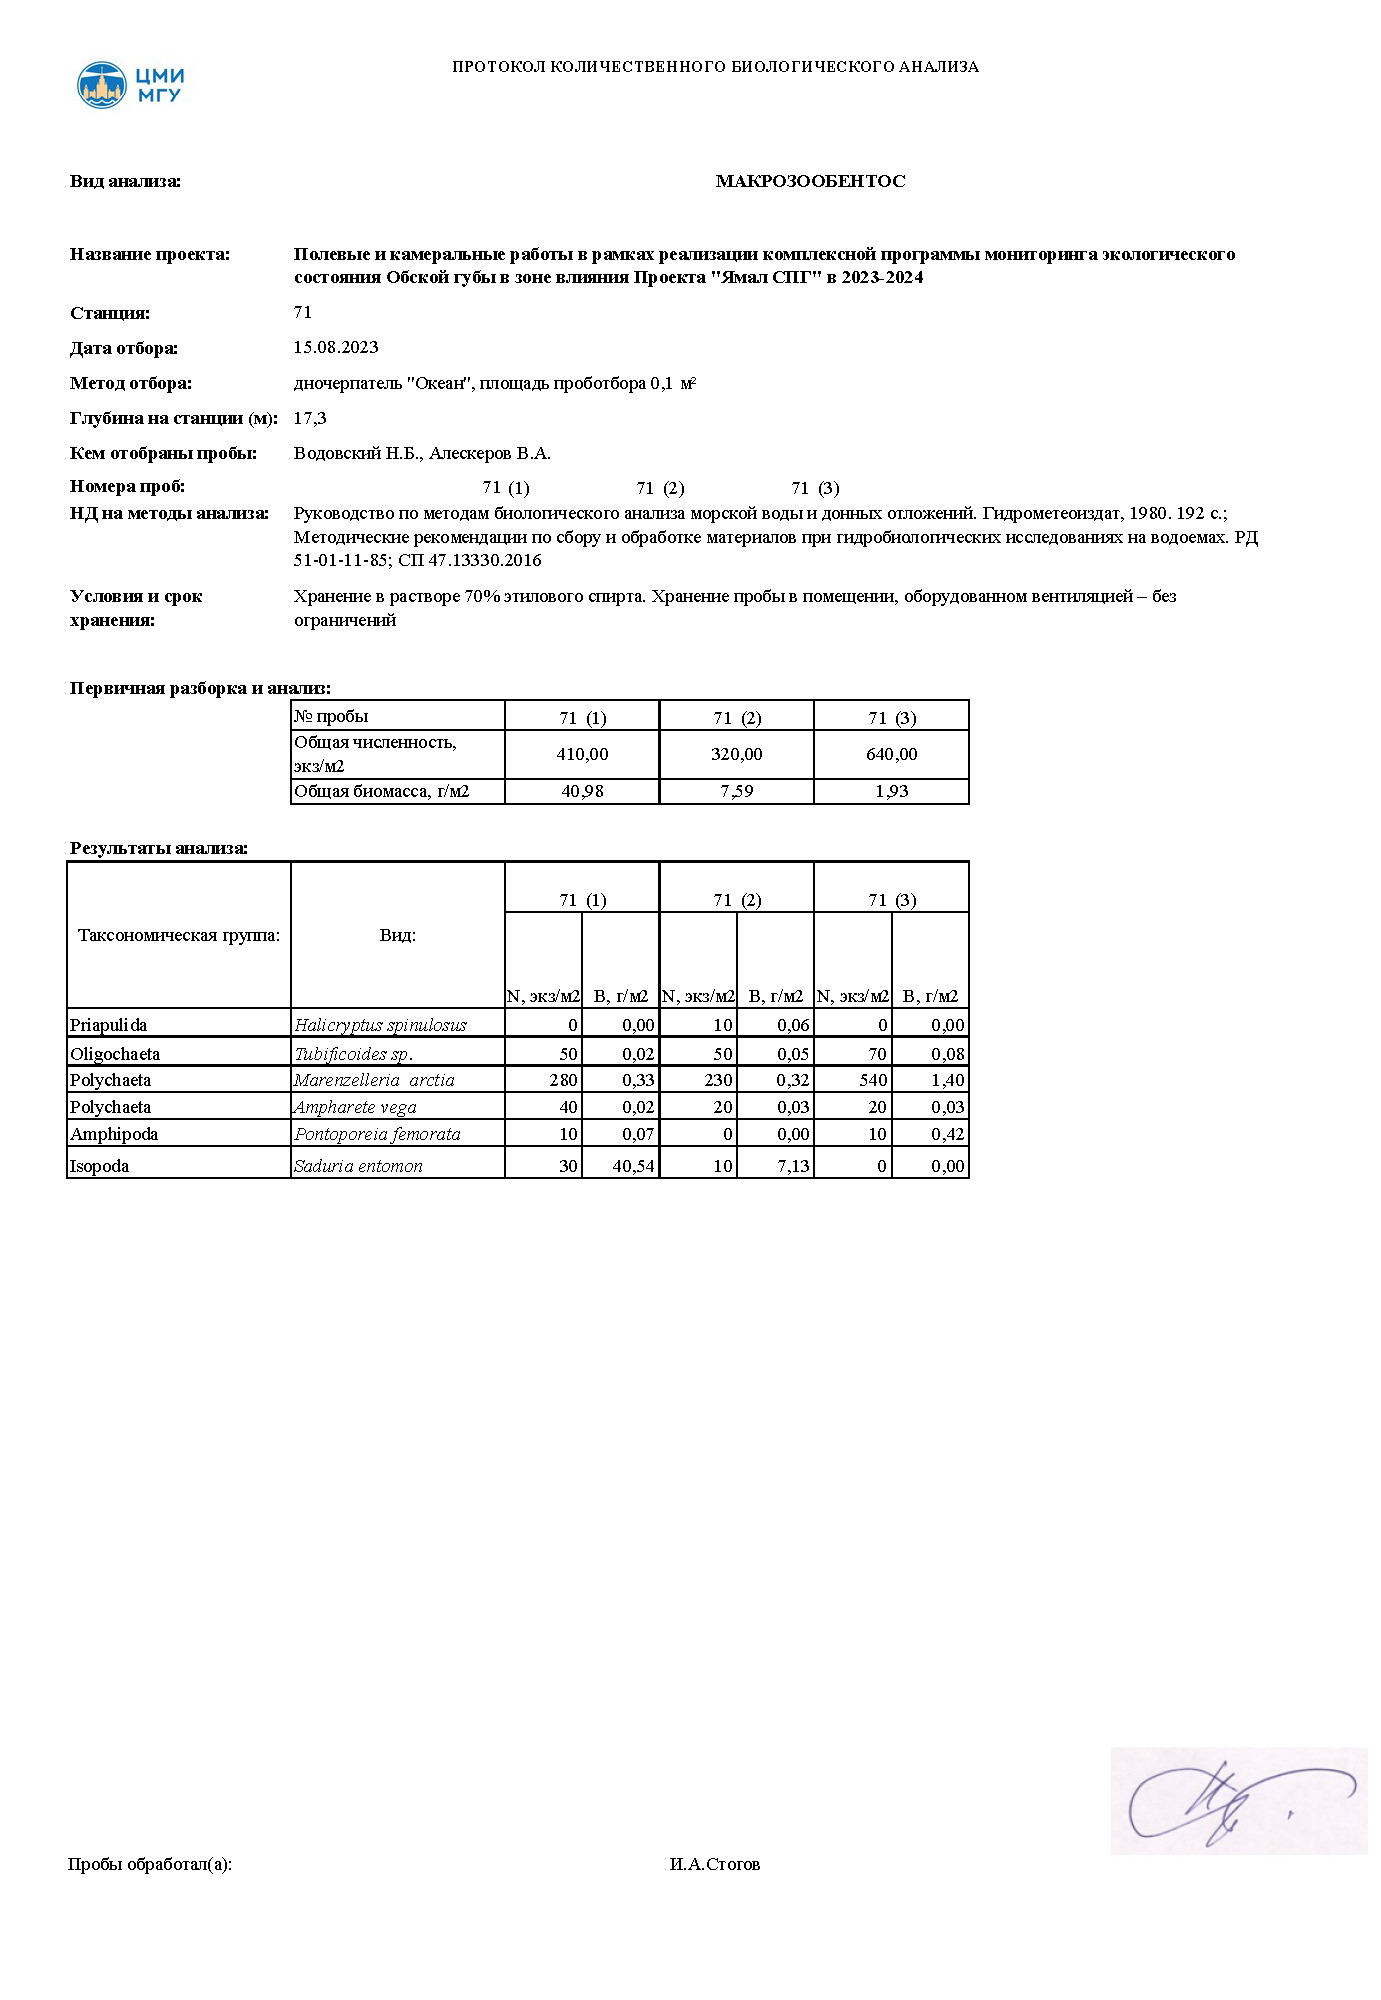 ЦМИ
МГУ
ПРОТОКОЛ КОЛИЧЕСТВЕННОГО БИОЛОГИЧЕСКОГО АНАЛИЗА
Вид анализа: МАКРОЗООБЕНТОС
Название проекта: Полевые и камеральные работы в рамках реализации комплексной программы мониторинга экологического
состояния Обской губы в зоне влияния Проекта "Ямал СПГ" в 2023-2024
Станция: 71
Дата отбора: 15.08.2023
Метод отбора: дночерпатель "Океан", площадь проботбора 0,1 м²
Глубина на станции (м): 17,3
Кем отобраны пробы: Водовский Н.Б., Алескеров В.А.
Номера проб: 71 (1) 71 (2) 71 (3)
НД на методы анализа: Руководство по методам биологического анализа морской воды и донных отложений. Гидрометеоиздат, 1980. 192 с.;
Методические рекомендации по сбору и обработке материалов при гидробиологических исследованиях на водоемах. РД
51-01-11-85; СП 47.13330.2016
Условия и срок Хранение в растворе 70% этилового спирта. Хранение пробы в помещении, оборудованном вентиляцией – без
хранения: ограничений
Первичная разборка и анализ:
№ пробы 71 (1) 71 (2) 71 (3)
Общая численность,
экз/м2 410,00 320,00 640,00
Общая биомасса, г/м2 40,98 7,59 1,93
Результаты анализа:
71 (1) 71 (2) 71 (3)
Таксономическая группа: Вид:
N, экз/м2 B, г/м2 N, экз/м2 B, г/м2 N, экз/м2 B, г/м2
Priapulida Halicryptus spinulosus 0 0,00 10 0,06 0 0,00
Oligochaeta Tubificoides sp. 50 0,02 50 0,05 70 0,08
Polychaeta Marenzelleria arctia 280 0,33 230 0,32 540 1,40
Polychaeta Ampharete vega 40 0,02 20 0,03 20 0,03
Amphipoda Pontoporeia femorata 10 0,07 0 0,00 10 0,42
Isopoda Saduria entomon 30 40,54 10 7,13 0 0,00
Пробы обработал(а): И.А.Стогов